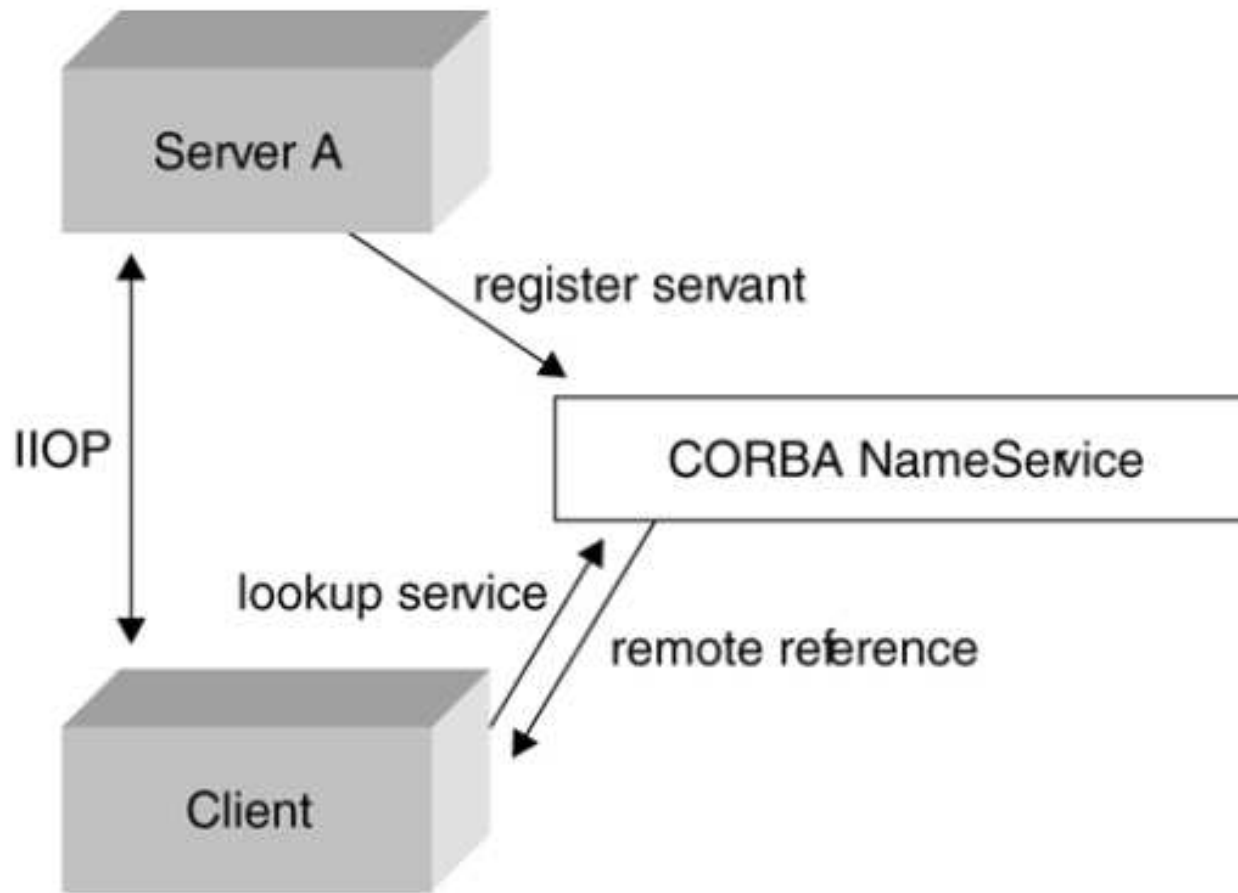 Server A
register servant
IIOP
CORBA NameService
lookup service
remote reference
Client